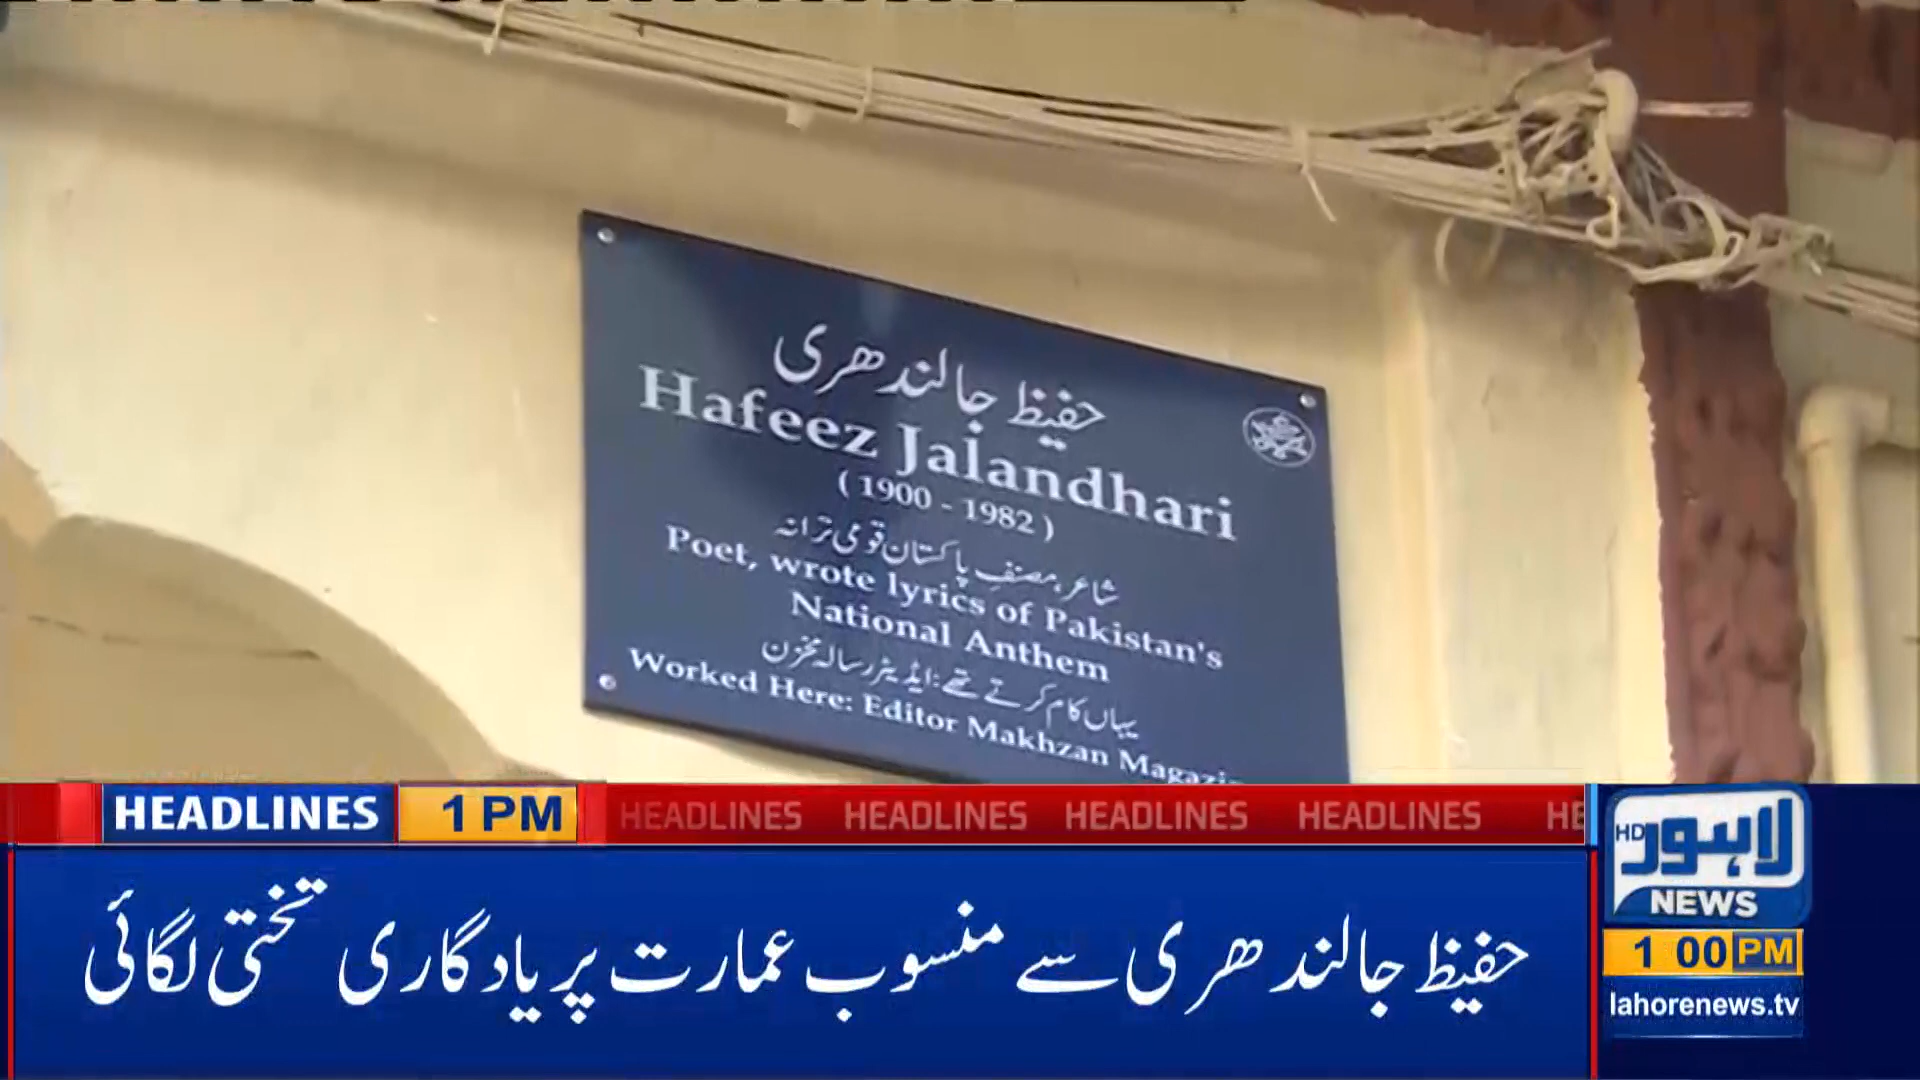 حفیظ جالندھری
Hafeez Jalandhari
( 1900 - 1982 )
شاعر، مصنفِ پاکستان قومی ترانہ
Poet, wrote lyrics of Pakistan's
National Anthem
یہاں کام کرتے تھے: ایڈیٹر رسالہ مخزن
Worked Here: Editor Makhzan
HEADLINES 1 PM HEADLINES HEADLINES HEADLINES HEADLINES HE
حفیظ جالندھری سے منسوب عمارت پر یادگاری تختی لگائی
HD لاہور
NEWS
1 00 PM
lahorenews.tv